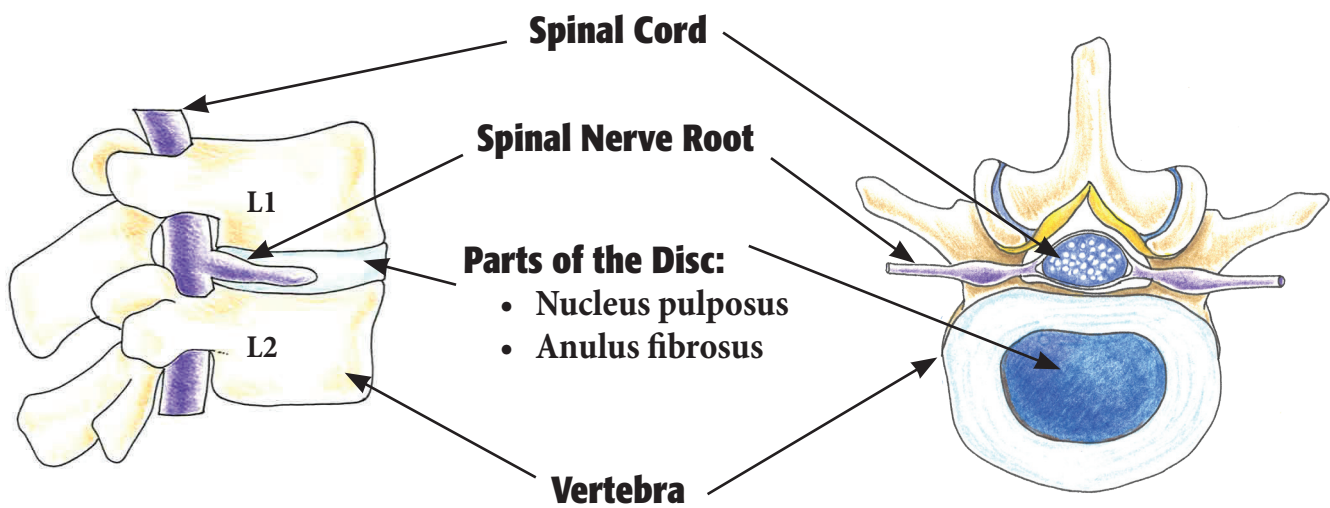 Spinal Cord
Spinal Nerve Root
L1
Parts of the Disc:
• Nucleus pulposus
• Anulus fibrosus
L2
Vertebra